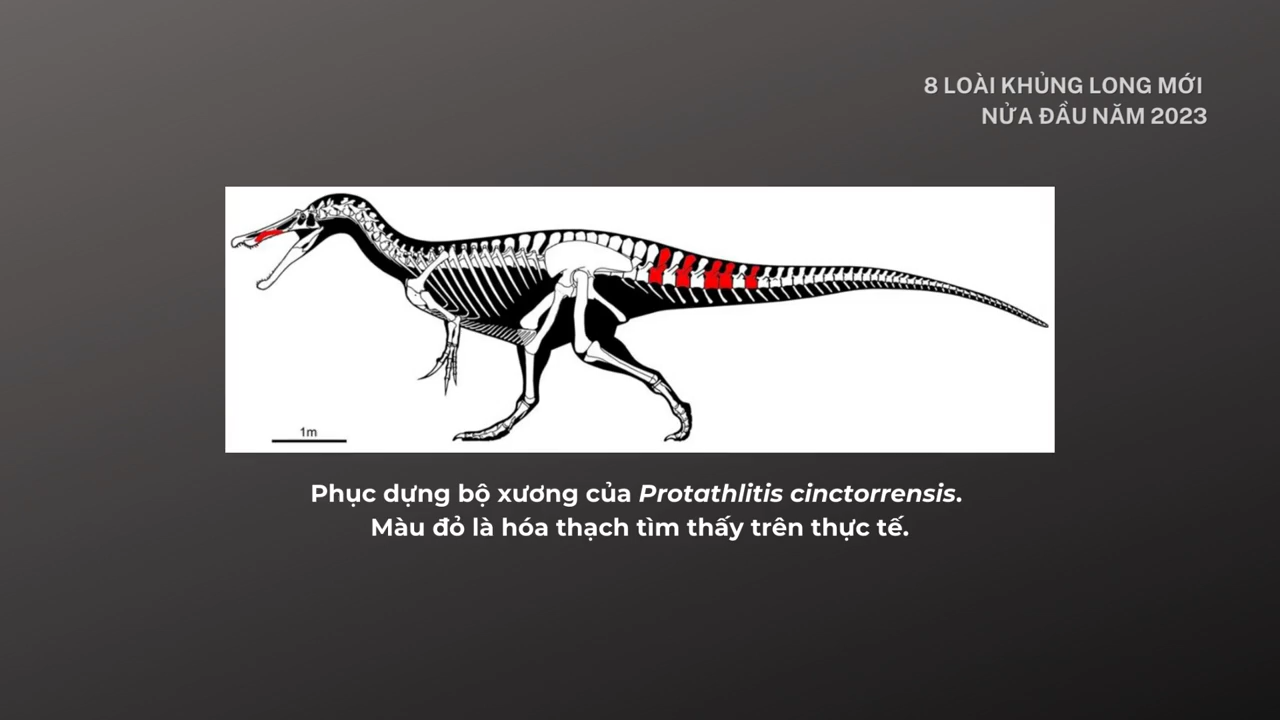 8 LOÀI KHỦNG LONG MỚI
NỬA ĐẦU NĂM 2023
1m
Phục dựng bộ xương của Protathlitis cinctorrensis.
Màu đỏ là hóa thạch tìm thấy trên thực tế.